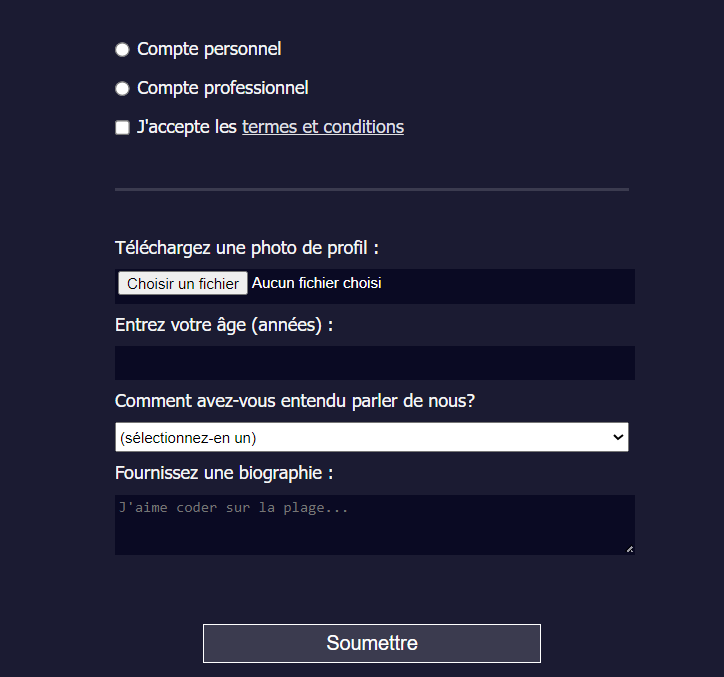 Compte personnel
Compte professionnel
J'accepte les termes et conditions
Téléchargez une photo de profil :
Choisir un fichier Aucun fichier choisi
Entrez votre âge (années) :
Comment avez-vous entendu parler de nous?
(sélectionnez-en un)
Fournissez une biographie :
J'aime coder sur la plage...
Soumettre